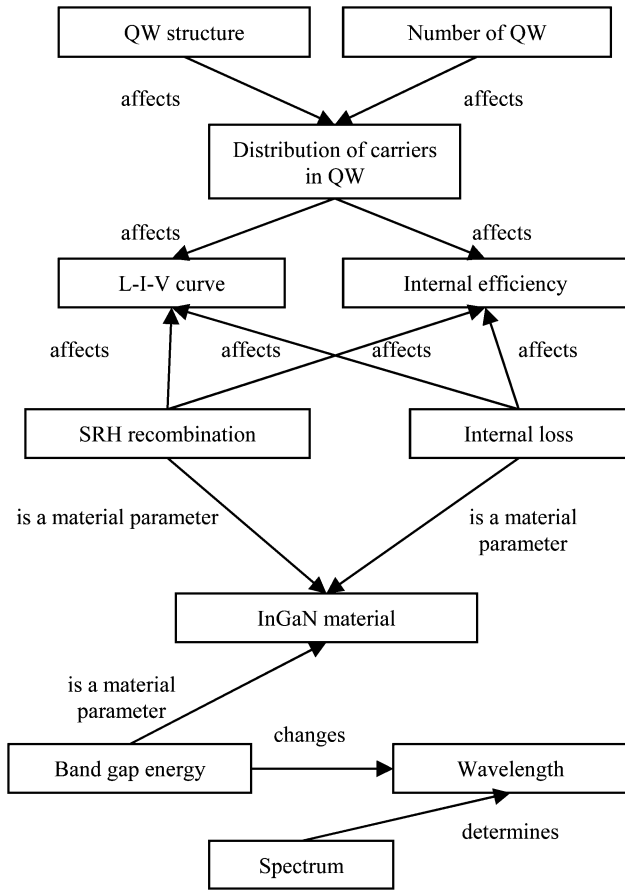 QW structure
Number of QW
affects
affects
Distribution of carriers
in QW
affects
affects
L-I-V curve
Internal efficiency
affects
affects
affects
affects
SRH recombination
Internal loss
is a material parameter
is a material
parameter
InGaN material
is a material
parameter
changes
Band gap energy
Wavelength
determines
Spectrum